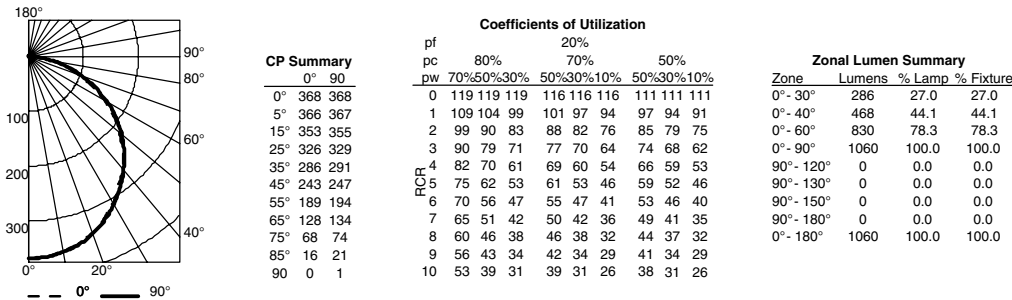 180°
90°
80°
60°
40°
100
200
300
0° 20°
0° 90°
CP Summary
0° 90
0° 368 368
5° 366 367
15° 353 355
25° 326 329
35° 286 291
45° 243 247
55° 189 194
65° 128 134
75° 68 74
85° 16 21
90 0 1
Coefficients of Utilization
pf 20%
pc 80% 70% 50%
pw 70%50%30% 50%30%10% 50%30%10%
RCR
0 119 119 119 116 116 116 111 111 111
1 109 104 99 101 97 94 97 94 91
2 99 90 83 88 82 76 85 79 75
3 90 79 71 77 70 64 74 68 62
4 82 70 61 69 60 54 66 59 53
5 75 62 53 61 53 46 59 52 46
6 70 56 47 55 47 41 53 46 40
7 65 51 42 50 42 36 49 41 35
8 60 46 38 46 38 32 44 37 32
9 56 43 34 42 34 29 41 34 29
10 53 39 31 39 31 26 38 31 26
Zonal Lumen Summary
Zone Lumens % Lamp % Fixture
0°- 30° 286 27.0 27.0
0°- 40° 468 44.1 44.1
0°- 60° 830 78.3 78.3
0°- 90° 1060 100.0 100.0
90°- 120° 0 0.0 0.0
90°- 130° 0 0.0 0.0
90°- 150° 0 0.0 0.0
90°- 180° 0 0.0 0.0
0°- 180° 1060 100.0 100.0